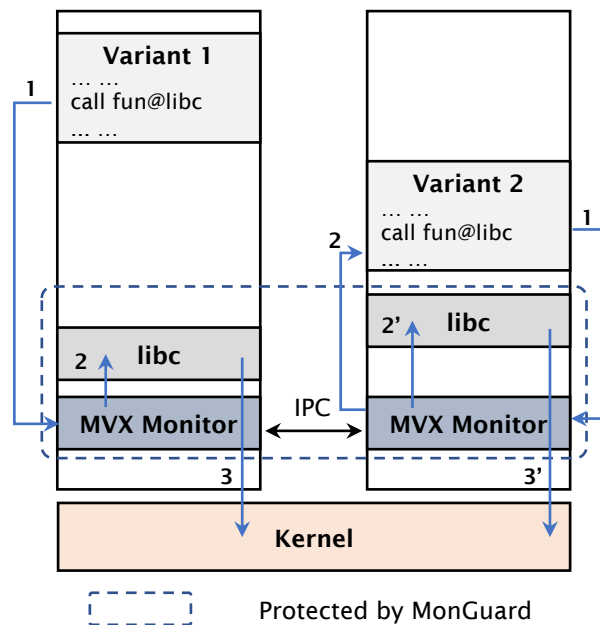 Variant 1
... ...
call fun@libc
... ...
1
Variant 2
... ...
call fun@libc
... ...
1
2
libc
2
libc
2'
MVX Monitor
IPC
MVX Monitor
3
3'
Kernel
Protected by MonGuard